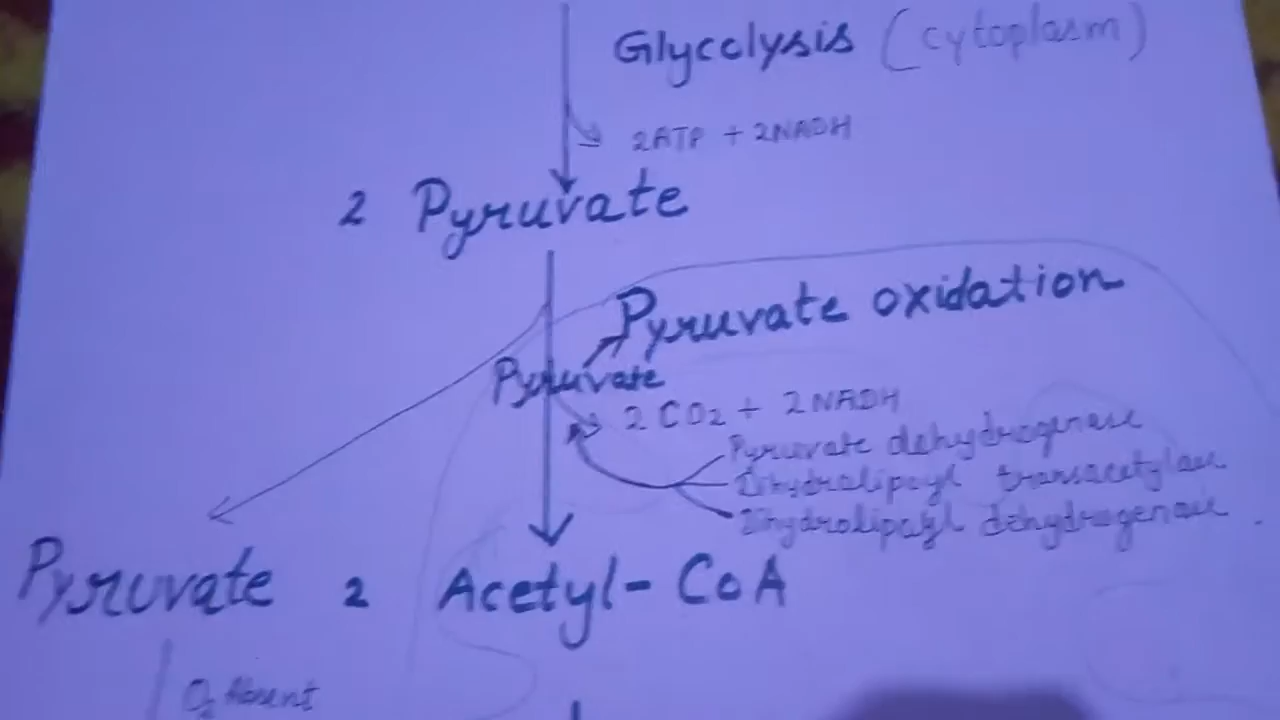 Glycolysis (cytoplasm)
2ATP + 2NADH
2 Pyruvate
Pyruvate oxidation
Pyruvate
2 CO2 + 2NADH
Pyruvate dehydrogenase
Dihydrolipoyl transacetylase
Dihydrolipoyl dehydrogenase
Pyruvate
2 Acetyl-CoA
O2 Absent